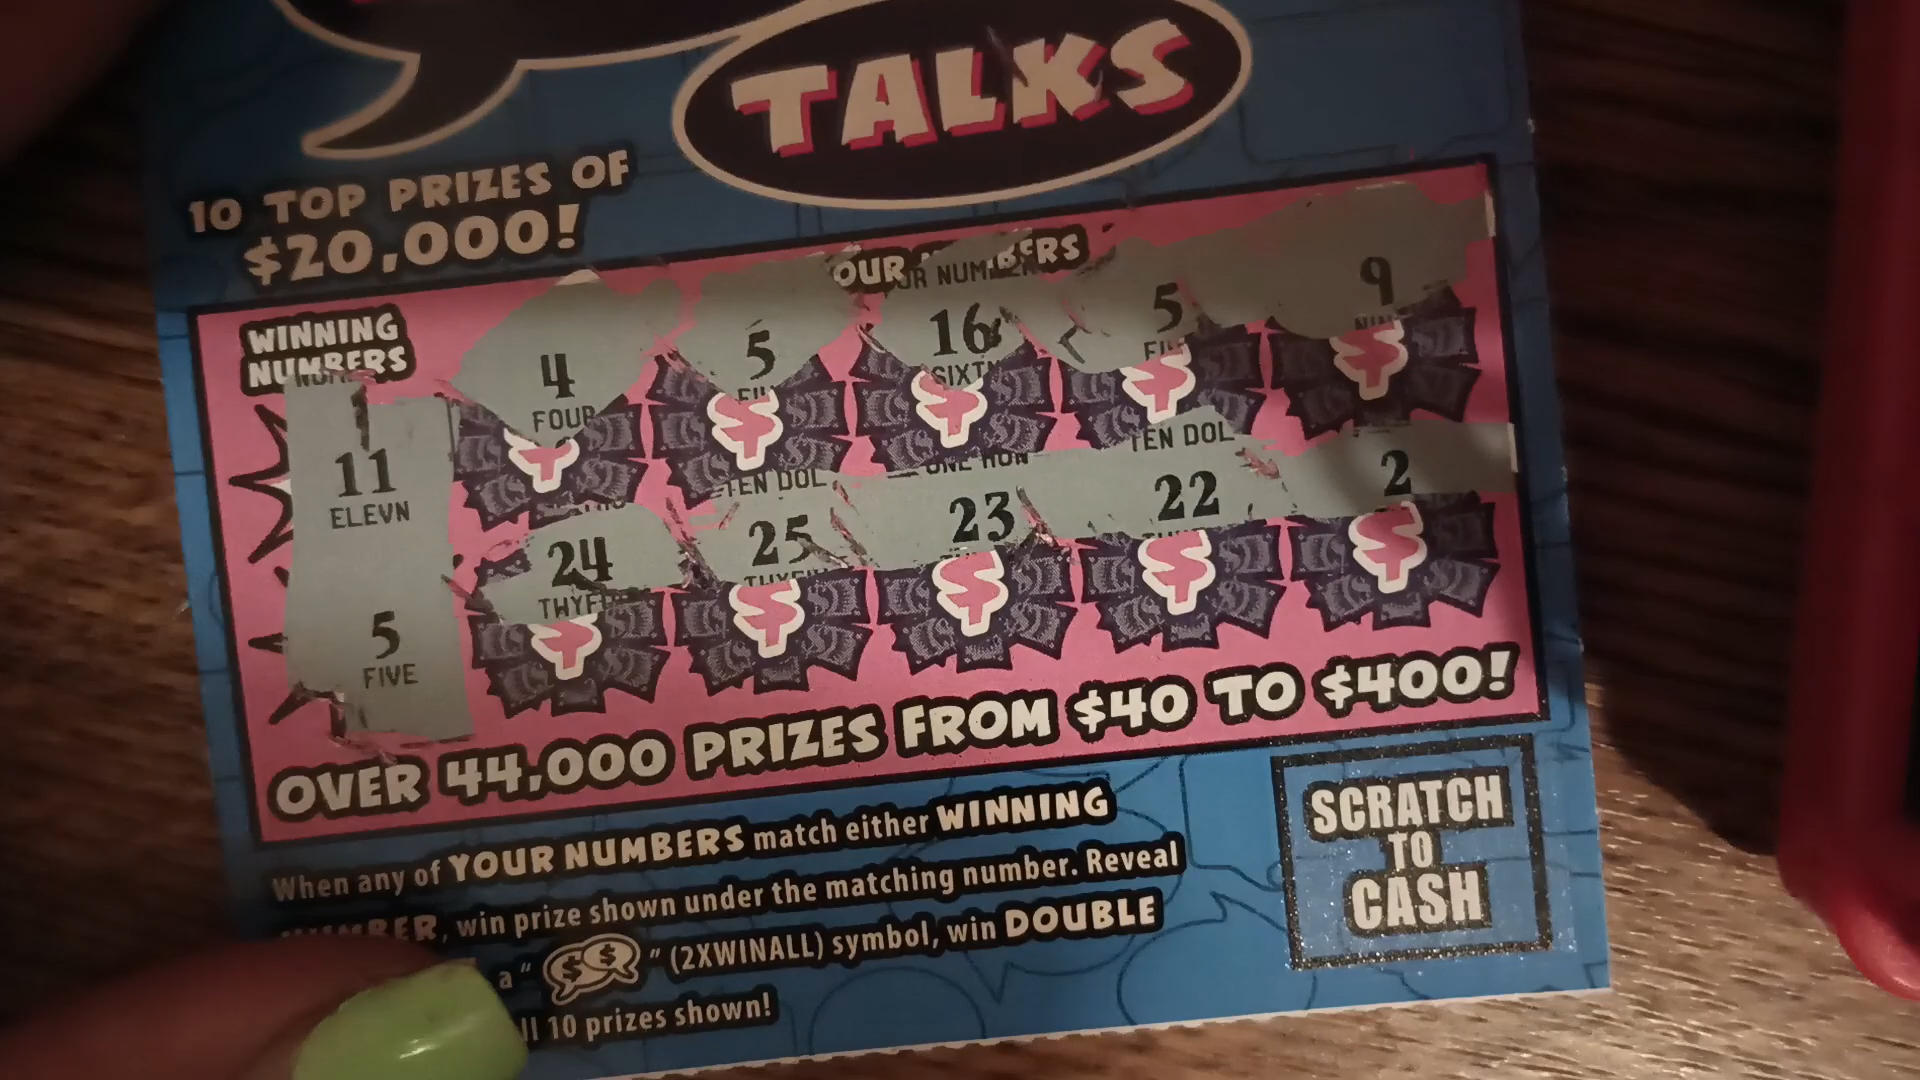 TALKS
10 TOP PRIZES OF
$20,000!
WINNING
NUMBERS
OUR NUMBERS
4 5 16 5 9
FOUR
11
ELEVN
TEN DOL TEN DOL
24 25 23 22 2
5
FIVE
OVER 44,000 PRIZES FROM $40 TO $400!
When any of YOUR NUMBERS match either WINNING
NUMBER, win prize shown under the matching number. Reveal
a "$$" (2XWINALL) symbol, win DOUBLE
10 prizes shown!
SCRATCH
TO
CASH